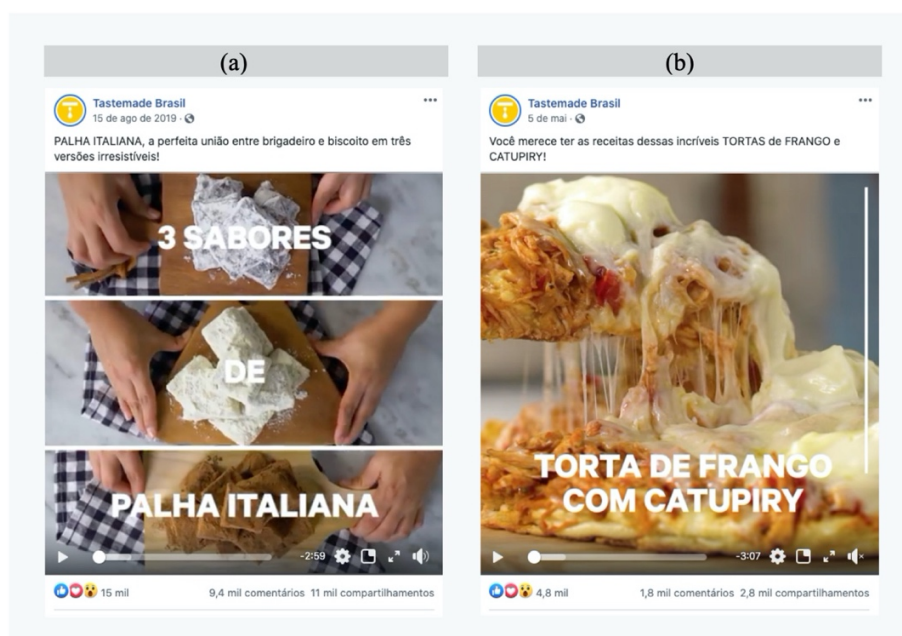 (a)
Tastemade Brasil
15 de ago de 2019 ·
PALHA ITALIANA, a perfeita união entre brigadeiro e biscoito em três
versões irresistíveis!
3 SABORES
DE
PALHA ITALIANA
-2:59
15 mil
9,4 mil comentários 11 mil compartilhamentos
(b)
Tastemade Brasil
5 de mai ·
Você merece ter as receitas dessas incríveis TORTAS de FRANGO e
CATUPIRY!
TORTA DE FRANGO
COM CATUPIRY
-3:07
4,8 mil
1,8 mil comentários 2,8 mil compartilhamentos